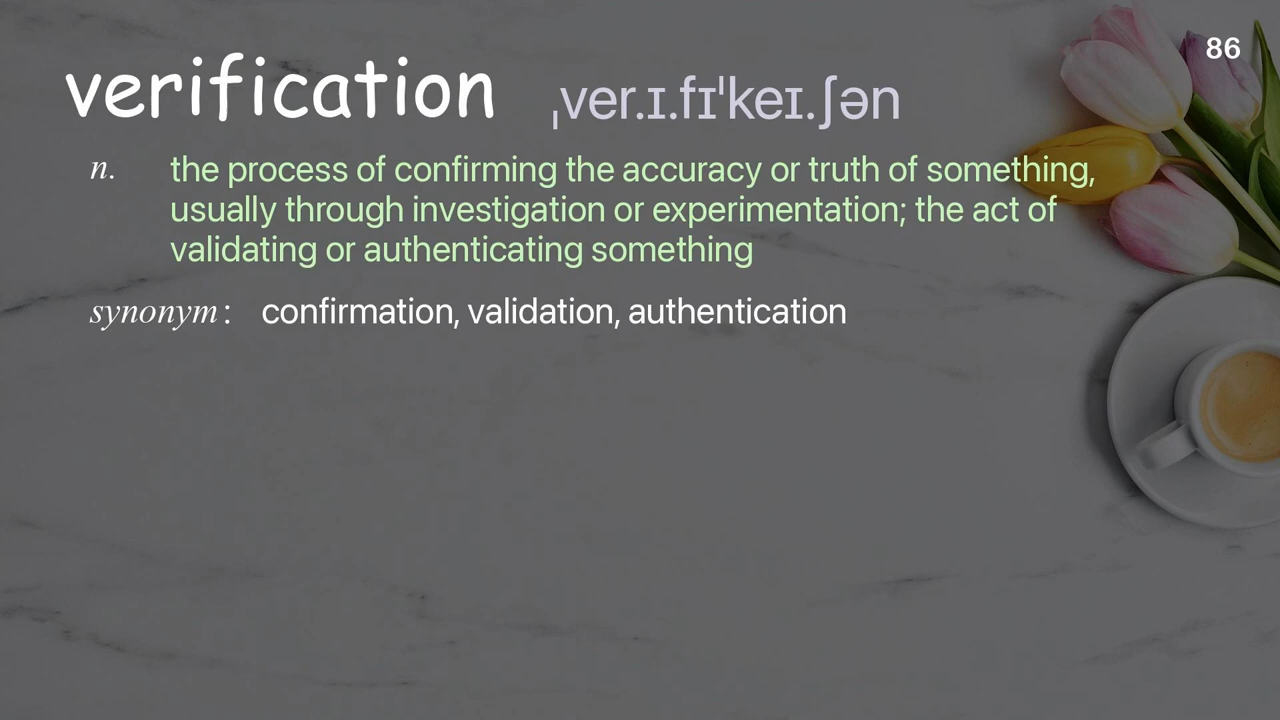 86
verification ˌver.ɪ.fɪˈkeɪ.ʃən
n. the process of confirming the accuracy or truth of something,
usually through investigation or experimentation; the act of
validating or authenticating something
synonym: confirmation, validation, authentication